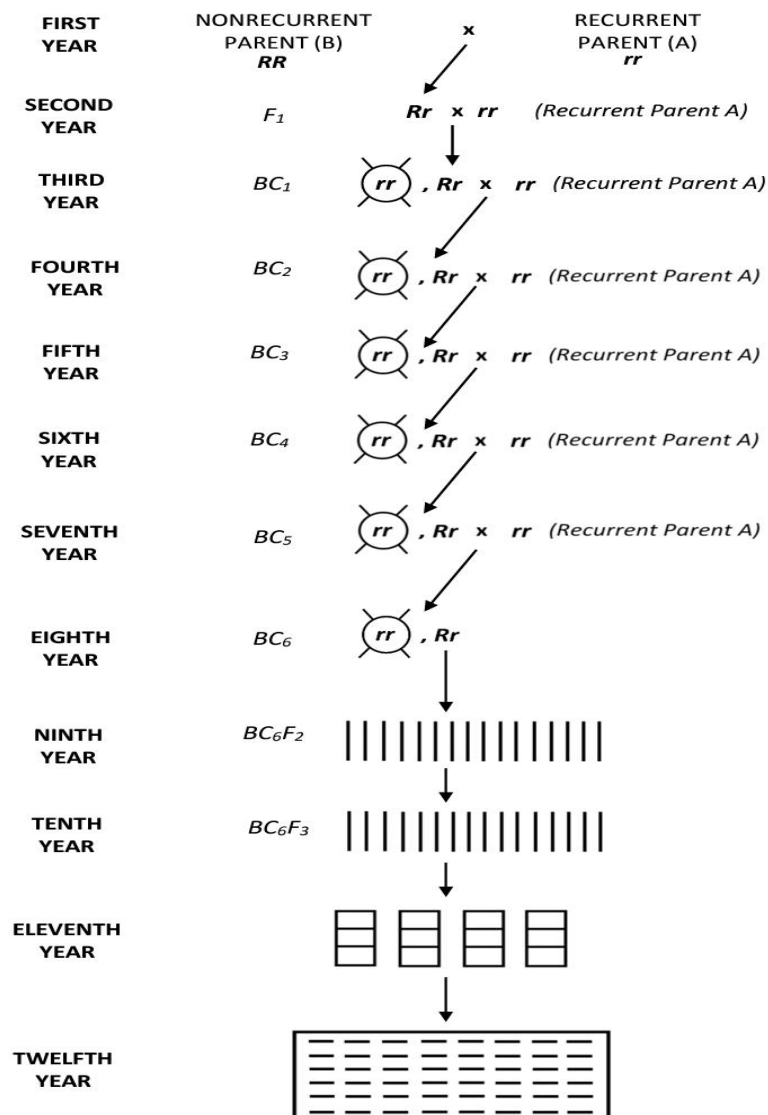 FIRST YEAR
NONRECURRENT PARENT (B) RR
x
RECURRENT PARENT (A) rr
SECOND YEAR
F₁
Rr x rr (Recurrent Parent A)
THIRD YEAR
BC₁
rr , Rr x rr (Recurrent Parent A)
FOURTH YEAR
BC₂
rr , Rr x rr (Recurrent Parent A)
FIFTH YEAR
BC₃
rr , Rr x rr (Recurrent Parent A)
SIXTH YEAR
BC₄
rr , Rr x rr (Recurrent Parent A)
SEVENTH YEAR
BC₅
rr , Rr x rr (Recurrent Parent A)
EIGHTH YEAR
BC₆
rr , Rr
NINTH YEAR
BC₆F₂
TENTH YEAR
BC₆F₃
ELEVENTH YEAR
TWELFTH YEAR